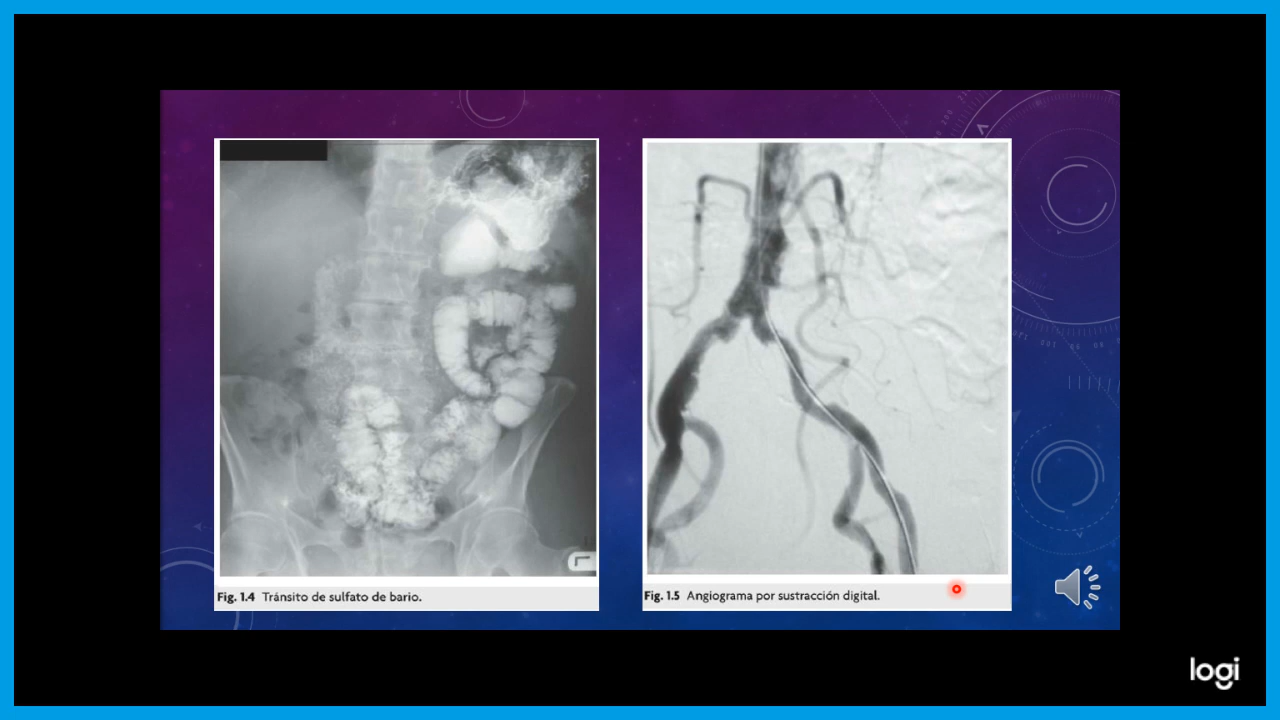 Fig. 1.4 Tránsito de sulfato de bario.
Fig. 1.5 Angiograma por sustracción digital.
logi